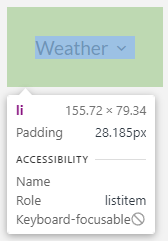 Weather
li 155.72 × 79.34
Padding 28.185px
ACCESSIBILITY
Name
Role listitem
Keyboard-focusable